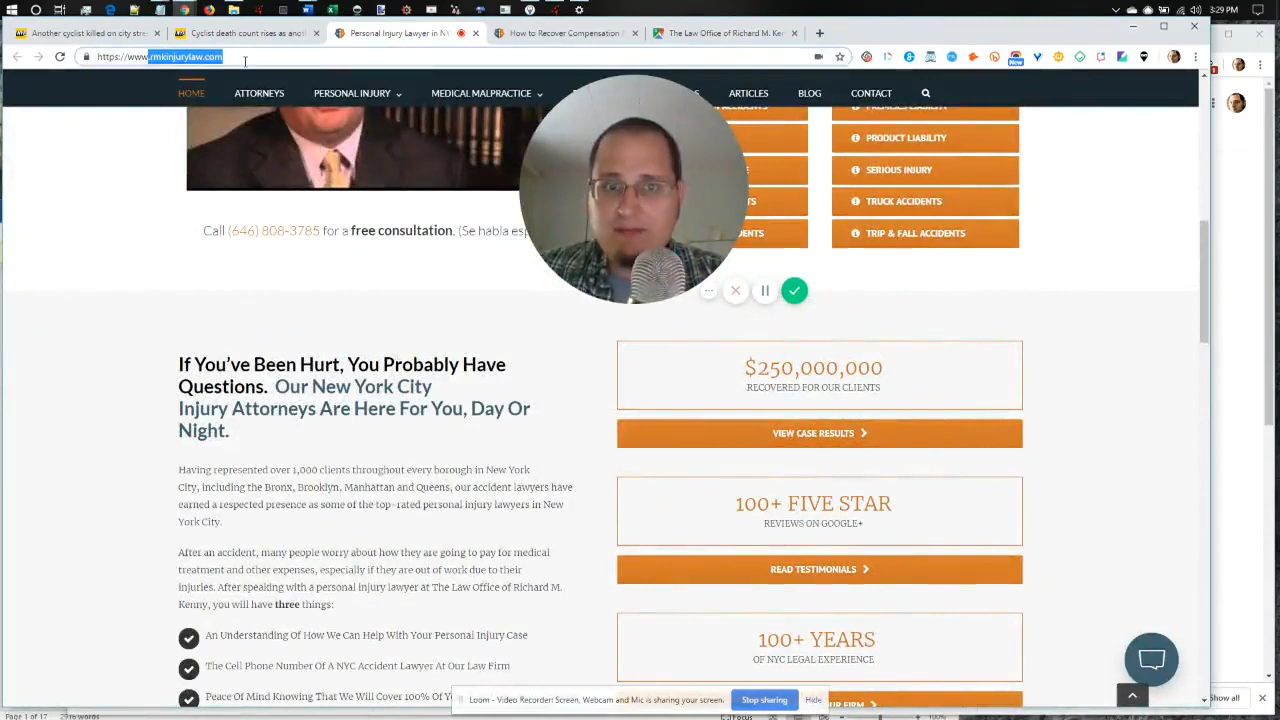 3:29 PM
Another cyclist killed on city stre
Cyclist death count rises as anot
Personal Injury Lawyer in NY
How to Recover Compensation
The Law Office of Richard M. Ke
https://www.rmkinjurylaw.com
New
HOME
ATTORNEYS
PERSONAL INJURY
MEDICAL MALPRACTICE
ARTICLES
BLOG
CONTACT
PRODUCT LIABILITY
SERIOUS INJURY
TRUCK ACCIDENTS
TRIP & FALL ACCIDENTS
Call (646) 808-3785 for a free consultation. (Se habla esp
If You've Been Hurt, You Probably Have
Questions. Our New York City
Injury Attorneys Are Here For You, Day Or
Night.
Having represented over 1,000 clients throughout every borough in New York
City, including the Bronx, Brooklyn, Manhattan and Queens, our accident lawyers have
earned a respected presence as some of the top-rated personal injury lawyers in New
York City.
After an accident, many people worry about how they are going to pay for medical
treatment and other expenses, especially if they are out of work due to their
injuries. After speaking with a personal injury lawyer at The Law Office of Richard M.
Kenny, you will have three things:
An Understanding Of How We Can Help With Your Personal Injury Case
The Cell Phone Number Of A NYC Accident Lawyer At Our Law Firm
Peace Of Mind Knowing That We Will Cover 100% Of Yo
$250,000,000
RECOVERED FOR OUR CLIENTS
VIEW CASE RESULTS
100+ FIVE STAR
REVIEWS ON GOOGLE+
READ TESTIMONIALS
100+ YEARS
OF NYC LEGAL EXPERIENCE
Loom - Video Recorder Screen, Webcam and Mic is sharing your screen.
Stop sharing
Hide
Show all
Page 1 of 17
2936 words
Focus
100%